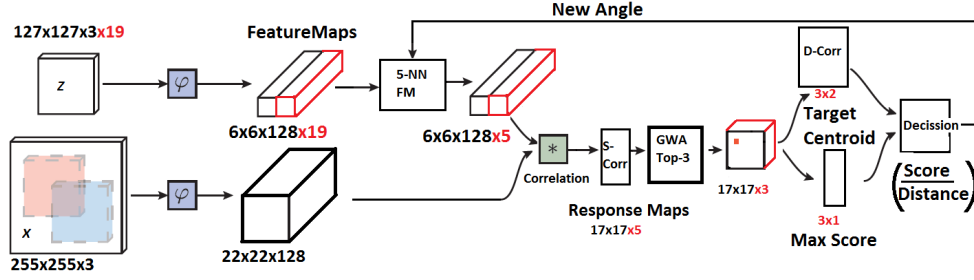 New Angle
127x127x3x19
FeatureMaps
z
φ
5-NN
FM
6x6x128x19
6x6x128x5
D-Corr
3x2
Target
Centroid
Decission
(Score
Distance)
*
Correlation
S-
Corr
GWA
Top-3
17x17x3
Response Maps
17x17x5
3x1
Max Score
x
φ
255x255x3
22x22x128